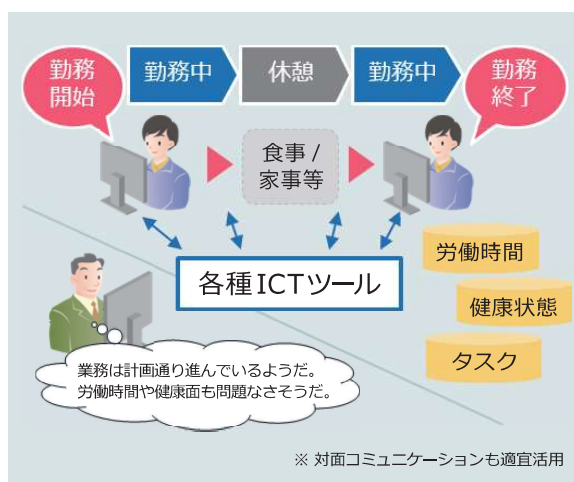 勤務
開始
勤務中
休憩
勤務中
勤務
終了
食事 /
家事等
各種ICTツール
労働時間
健康状態
タスク
業務は計画通り進んでいるようだ。
労働時間や健康面も問題なさそうだ。
※ 対面コミュニケーションも適宜活用